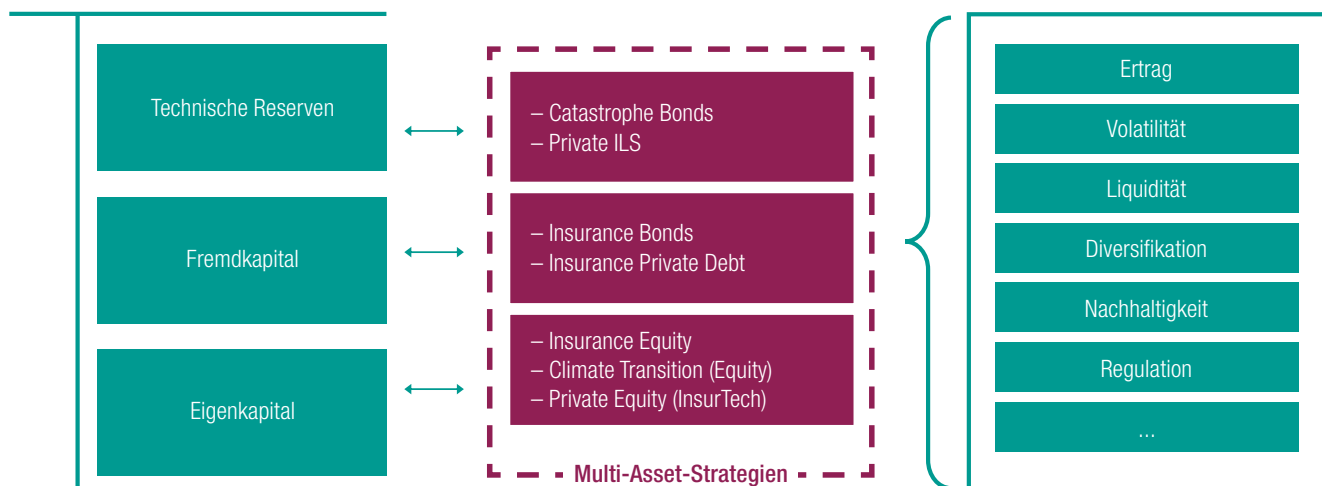 Technische Reserven
Fremdkapital
Eigenkapital
– Catastrophe Bonds
– Private ILS
– Insurance Bonds
– Insurance Private Debt
– Insurance Equity
– Climate Transition (Equity)
– Private Equity (InsurTech)
Multi-Asset-Strategien
Ertrag
Volatilität
Liquidität
Diversifikation
Nachhaltigkeit
Regulation
...